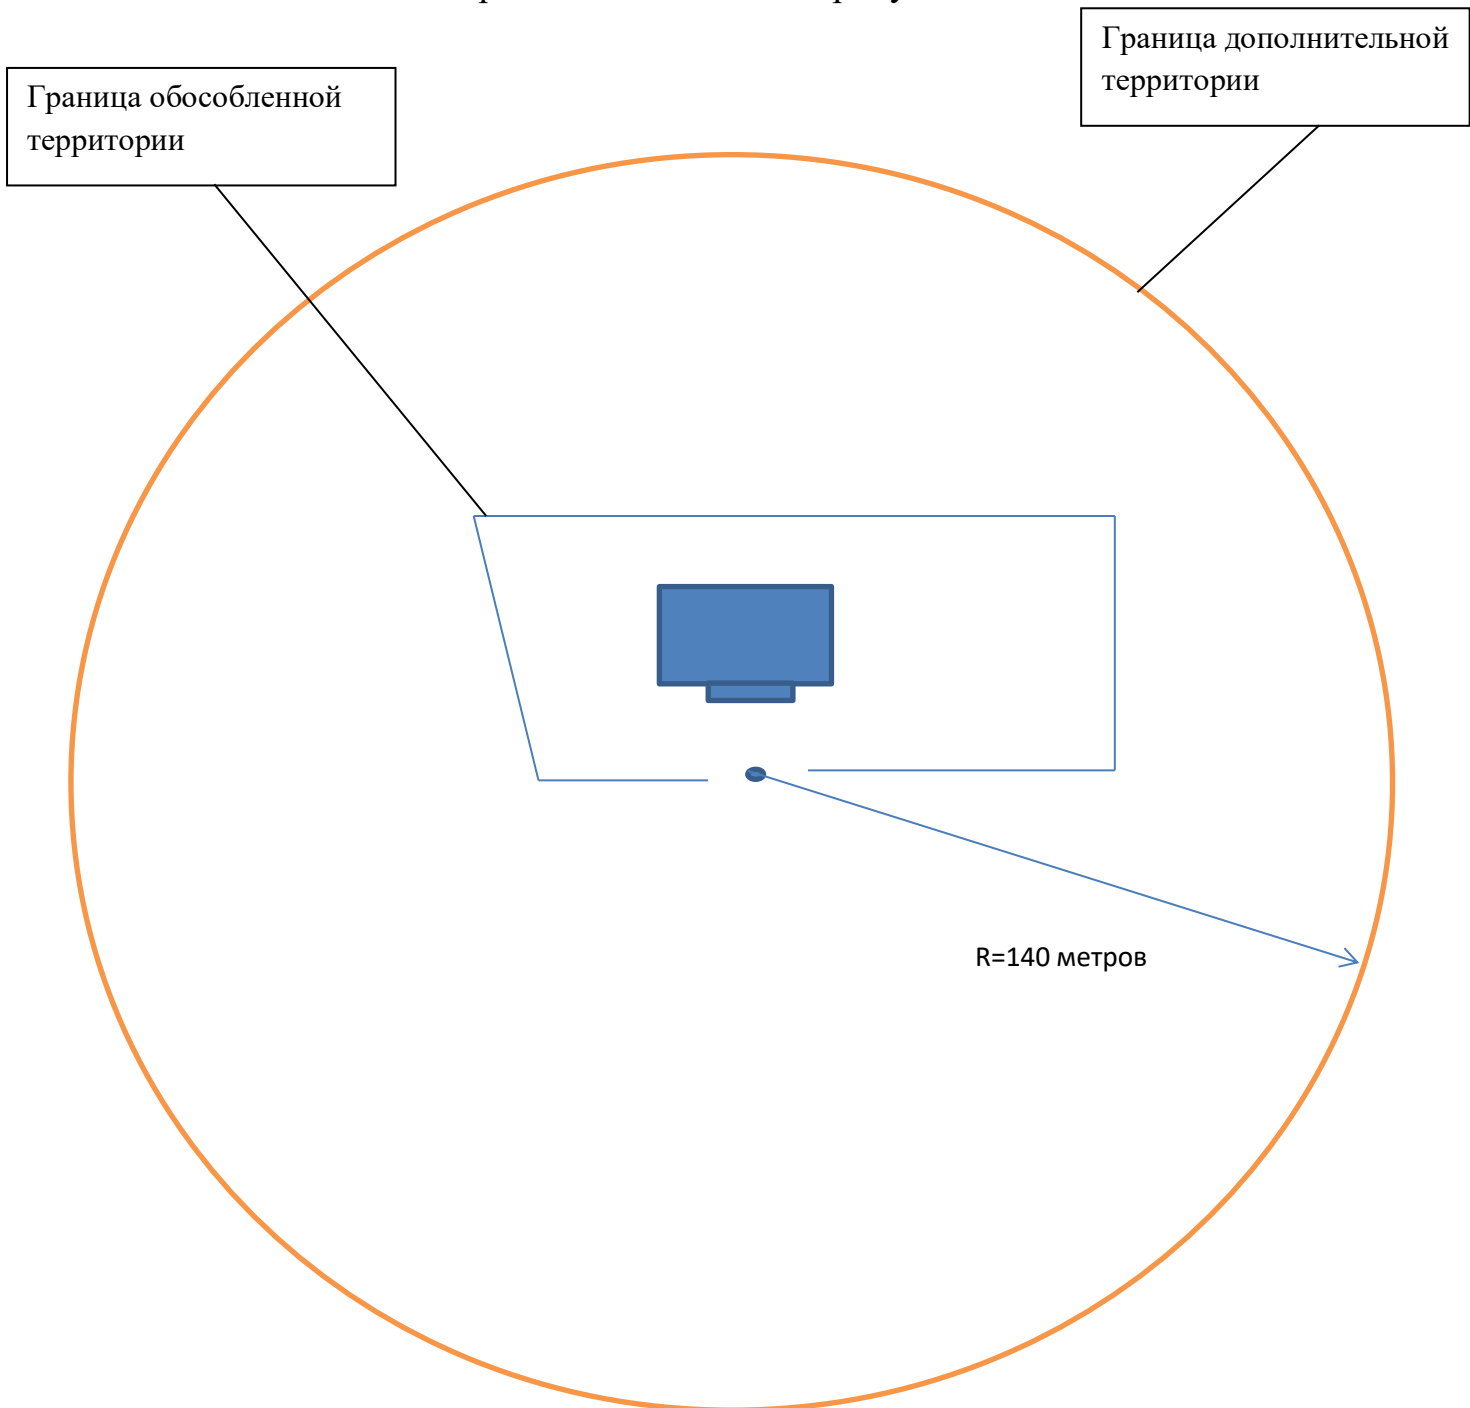 Граница дополнительной
территории
Граница обособленной
территории
R=140 метров